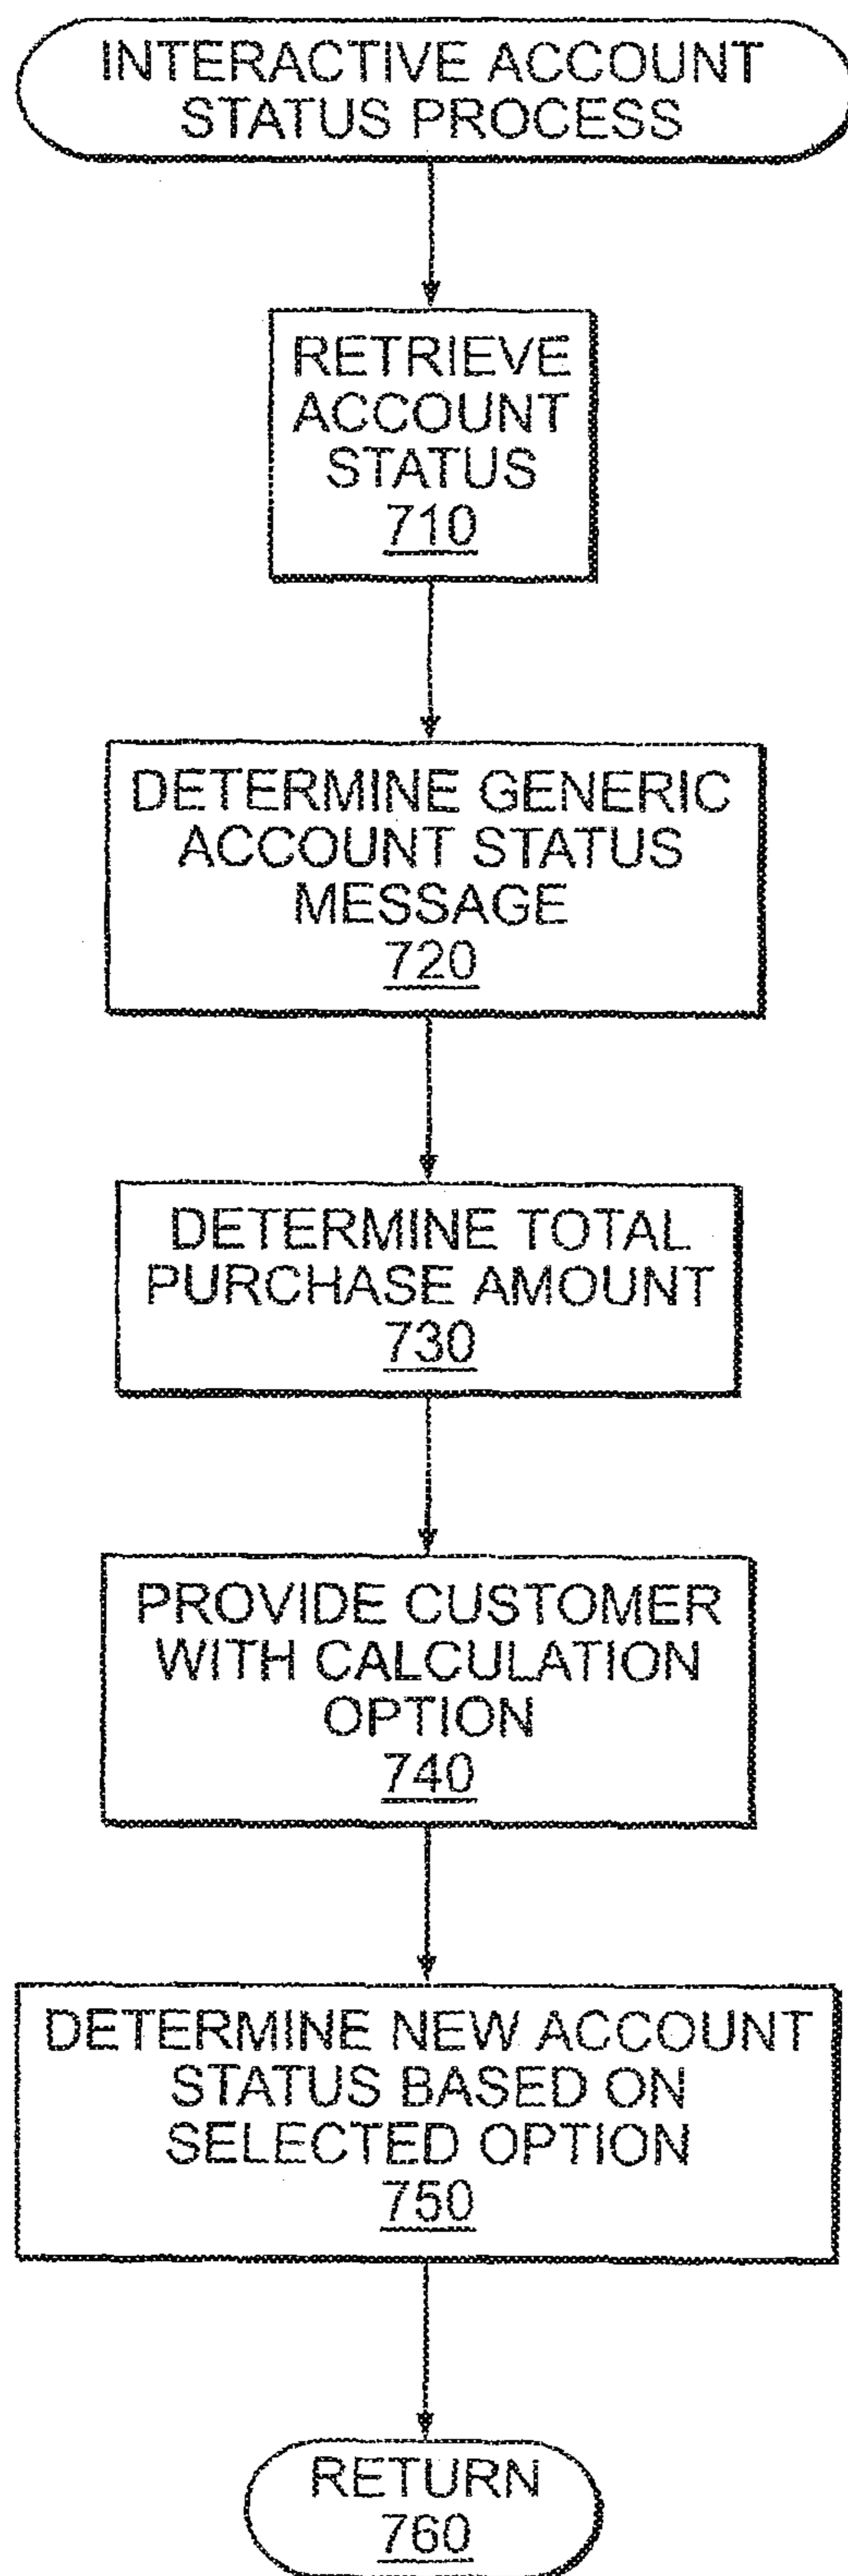 INTERACTIVE ACCOUNT
STATUS PROCESS
RETRIEVE
ACCOUNT
STATUS
710
DETERMINE GENERIC
ACCOUNT STATUS
MESSAGE
720
DETERMINE TOTAL
PURCHASE AMOUNT
730
PROVIDE CUSTOMER
WITH CALCULATION
OPTION
740
DETERMINE NEW ACCOUNT
STATUS BASED ON
SELECTED OPTION
750
RETURN
760